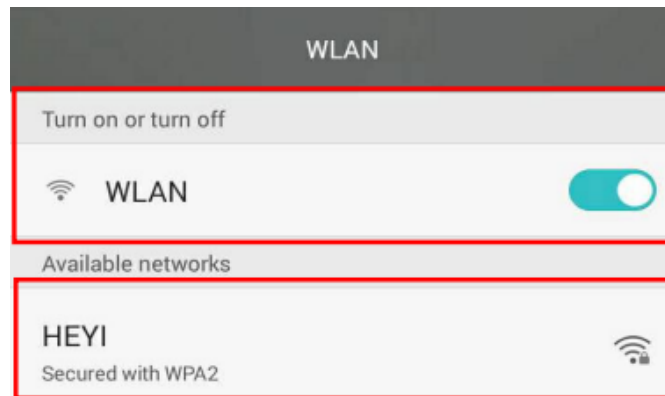 WLAN
Turn on or turn off
WLAN
Available networks
HEYI
Secured with WPA2